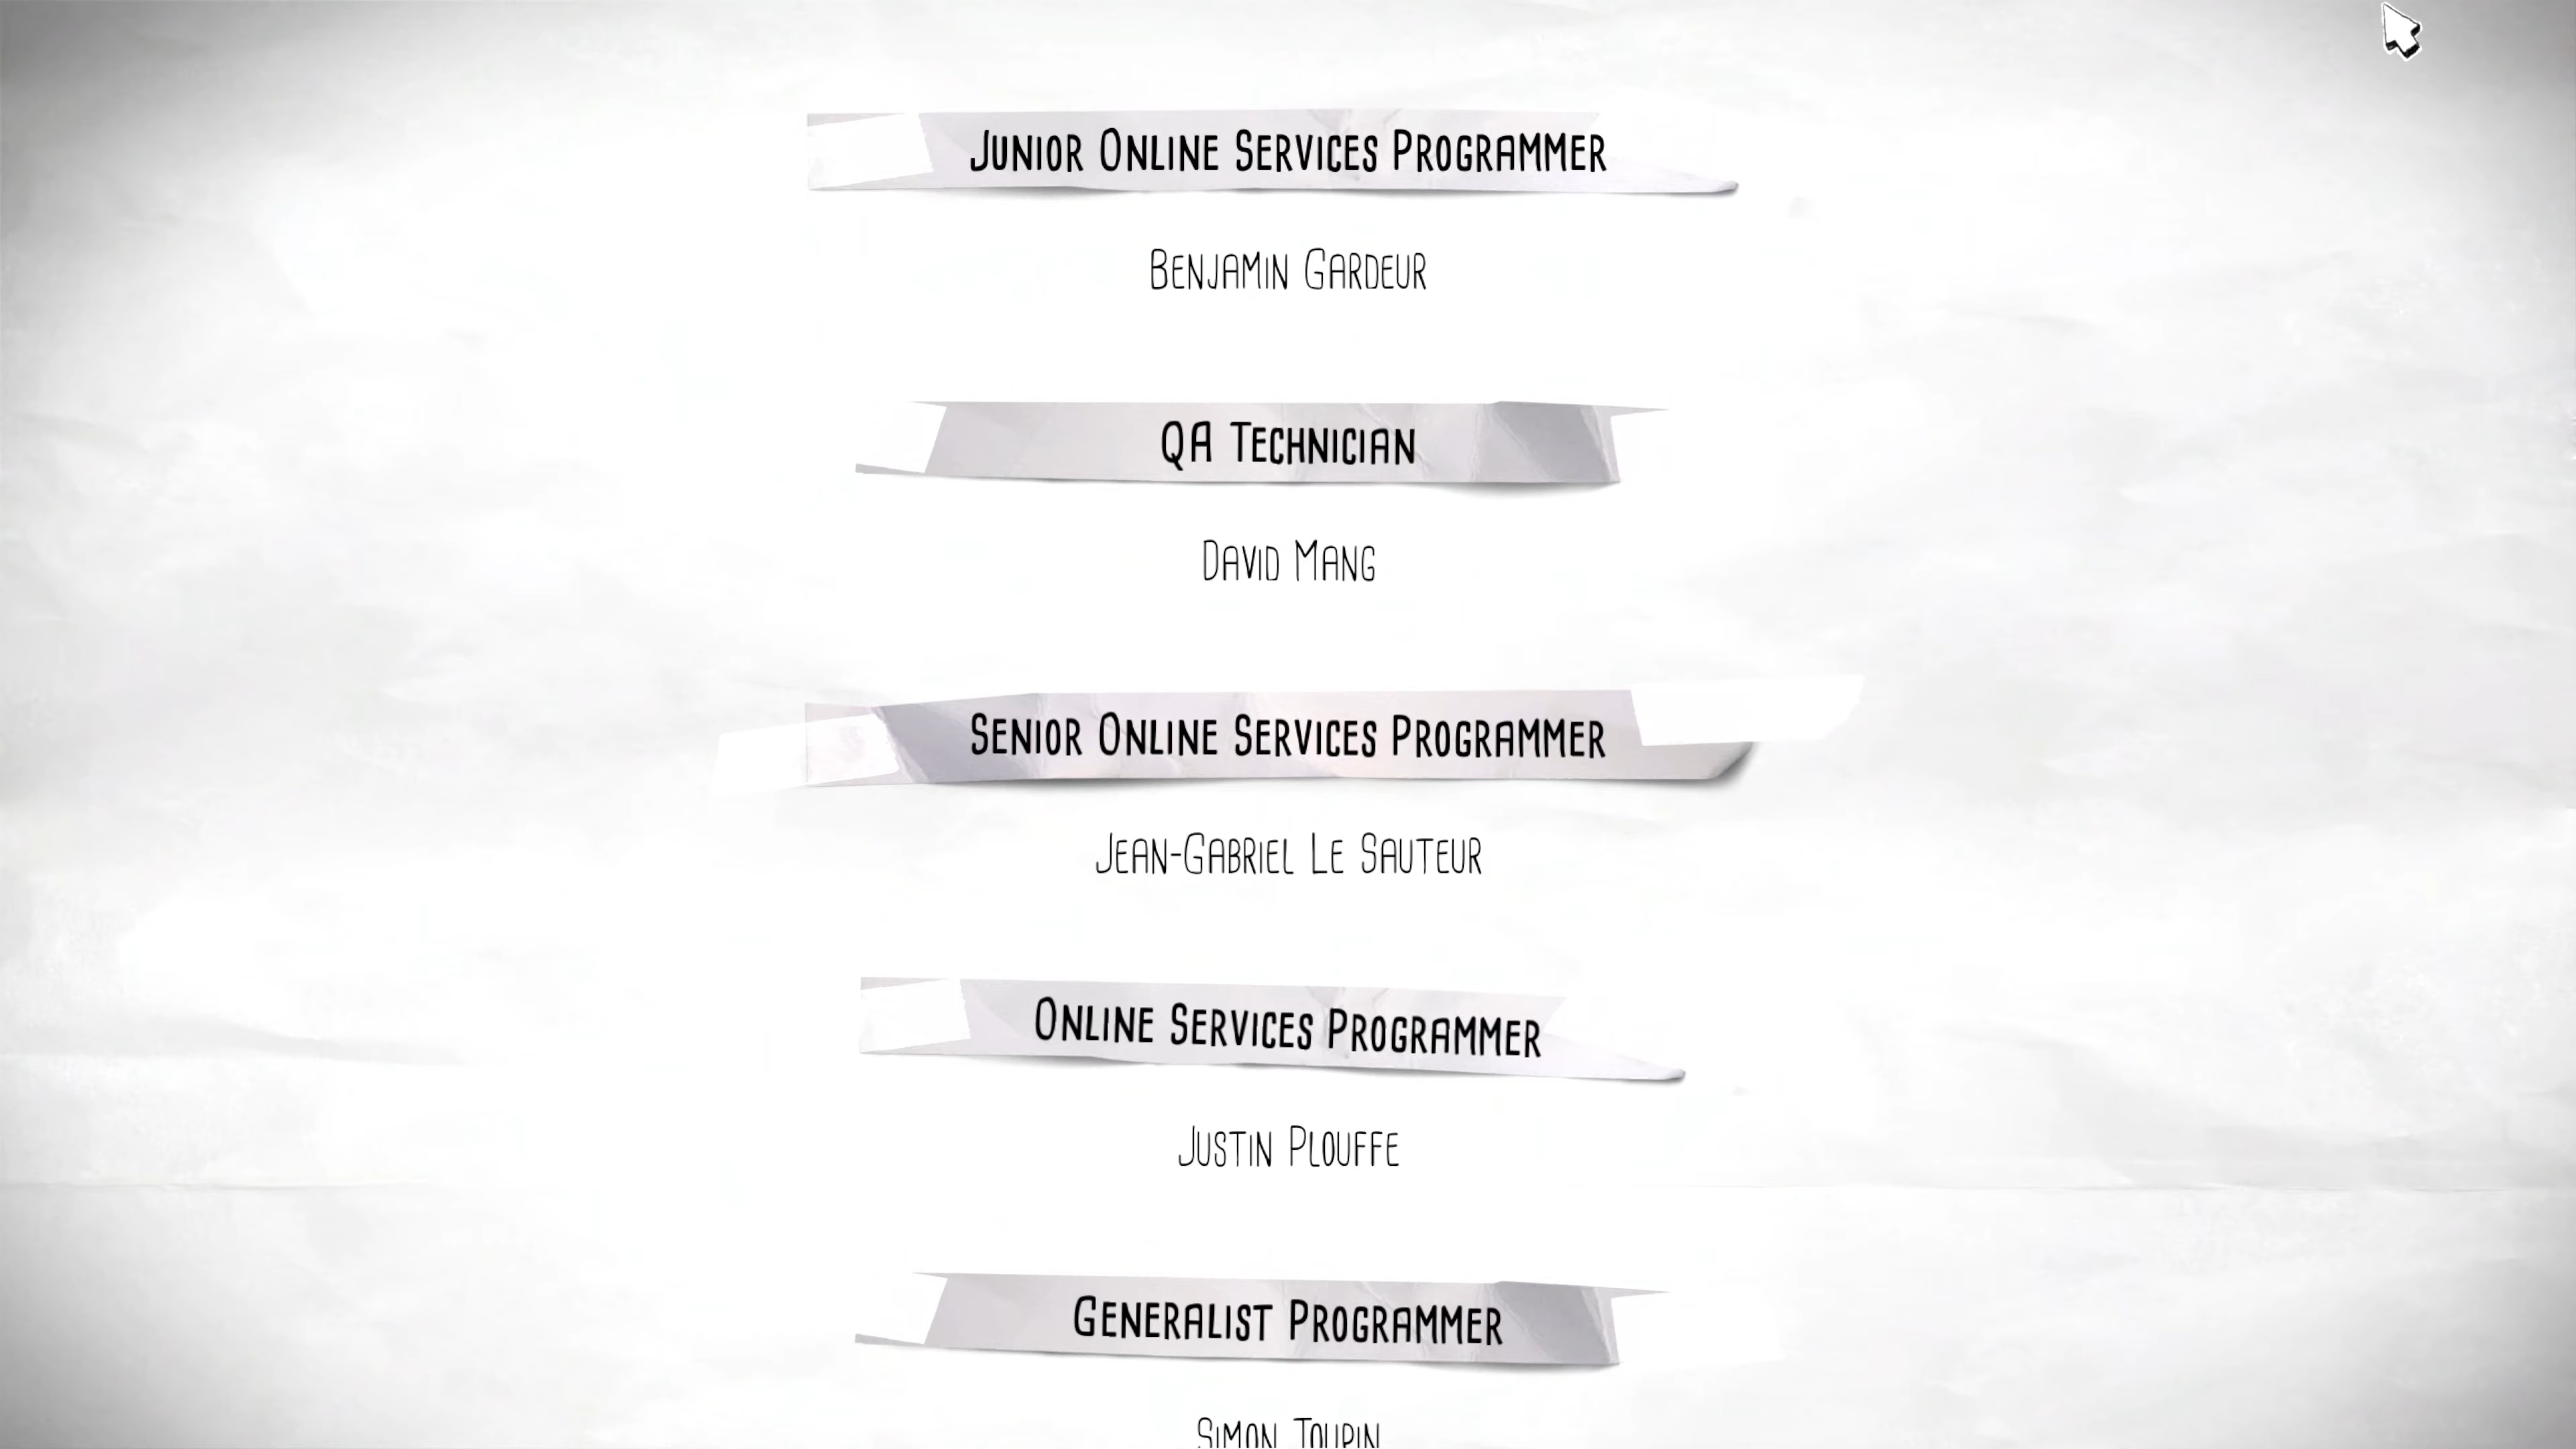 Junior Online Services Programmer
Benjamin Gardeur
QA Technician
David Mang
Senior Online Services Programmer
Jean-Gabriel Le Sauteur
Online Services Programmer
Justin Plouffe
Generalist Programmer
Simon Toupin